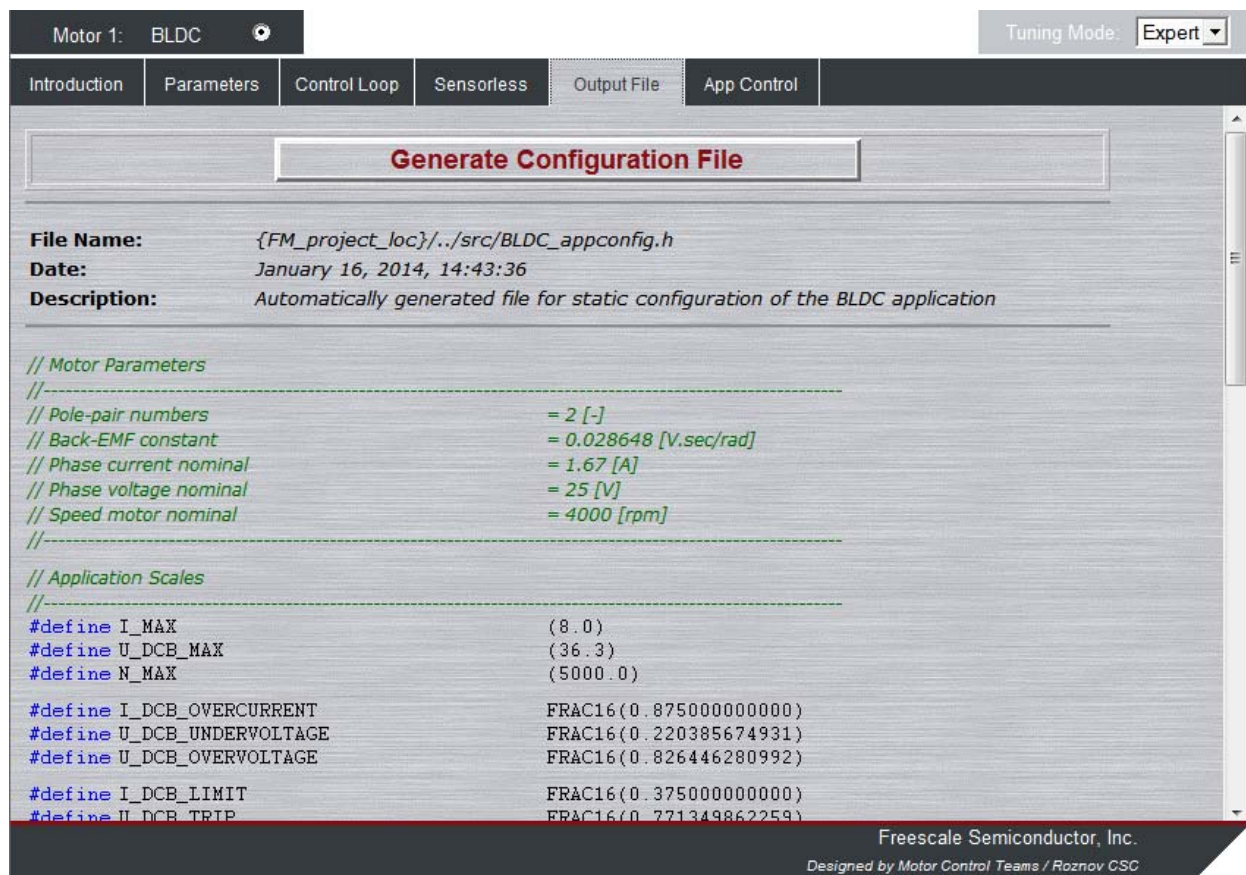 Motor 1: BLDC
Tuning Mode: Expert
Introduction Parameters Control Loop Sensorless Output File App Control
Generate Configuration File
File Name: {FM_project_loc}/../src/BLDC_appconfig.h
Date: January 16, 2014, 14:43:36
Description: Automatically generated file for static configuration of the BLDC application
// Motor Parameters
//------------------------------------------------------------
// Pole-pair numbers = 2 [-]
// Back-EMF constant = 0.028648 [V.sec/rad]
// Phase current nominal = 1.67 [A]
// Phase voltage nominal = 25 [V]
// Speed motor nominal = 4000 [rpm]
//------------------------------------------------------------
// Application Scales
//------------------------------------------------------------
#define I_MAX (8.0)
#define U_DCB_MAX (36.3)
#define N_MAX (5000.0)
#define I_DCB_OVERCURRENT FRAC16(0.875000000000)
#define U_DCB_UNDERVOLTAGE FRAC16(0.220385674931)
#define U_DCB_OVERVOLTAGE FRAC16(0.826446280992)
#define I_DCB_LIMIT FRAC16(0.375000000000)
#define U_DCB_TRIP FRAC16(0.771349862259)
Freescale Semiconductor, Inc.
Designed by Motor Control Teams / Roznov CSC